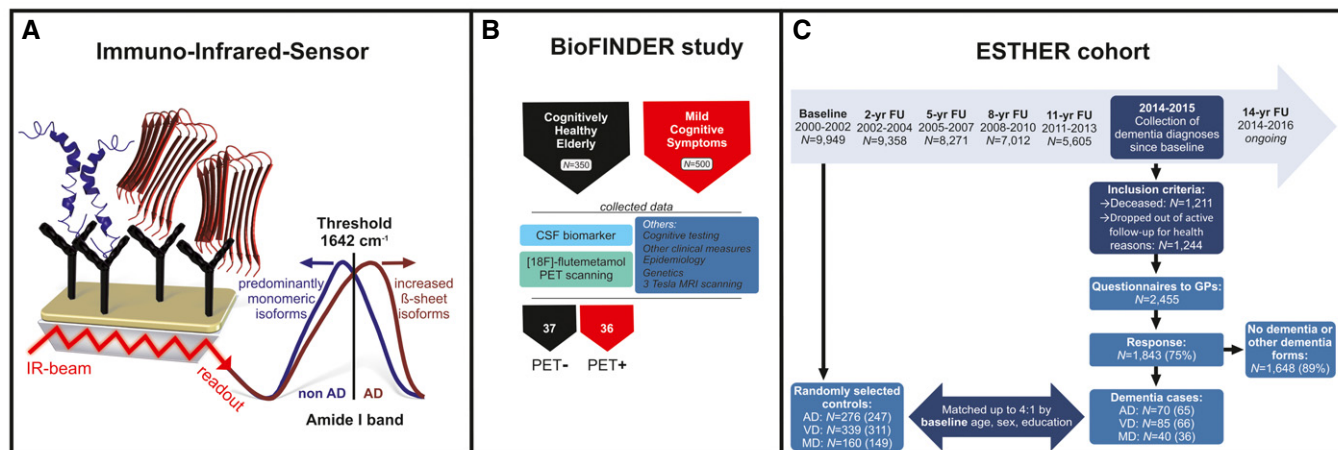 A
Immuno-Infrared-Sensor
Threshold
1642 cm⁻¹
predominantly
monomeric
isoforms
increased
ß-sheet
isoforms
IR-beam
readout
non AD
AD
Amide I band
B
BioFINDER study
Cognitively
Healthy
Elderly
N=350
Mild
Cognitive
Symptoms
N=500
collected data
CSF biomarker
[18F]-flutemetamol
PET scanning
Others:
Cognitive testing
Other clinical measures
Epidemiology
Genetics
3 Tesla MRI scanning
37
36
PET-
PET+
C
ESTHER cohort
Baseline
2000-2002
N=9,949
2-yr FU
2002-2004
N=9,358
5-yr FU
2005-2007
N=8,271
8-yr FU
2008-2010
N=7,012
11-yr FU
2011-2013
N=5,605
2014-2015
Collection of
dementia diagnoses
since baseline
14-yr FU
2014-2016
ongoing
Inclusion criteria:
→Deceased: N=1,211
→Dropped out of active
follow-up for health
reasons: N=1,244
Questionnaires to GPs:
N=2,455
Response:
N=1,843 (75%)
No dementia or
other dementia
forms:
N=1,648 (89%)
Randomly selected
controls:
AD: N=276 (247)
VD: N=339 (311)
MD: N=160 (149)
Matched up to 4:1 by
baseline age, sex, education
Dementia cases:
AD: N=70 (65)
VD: N=85 (66)
MD: N=40 (36)